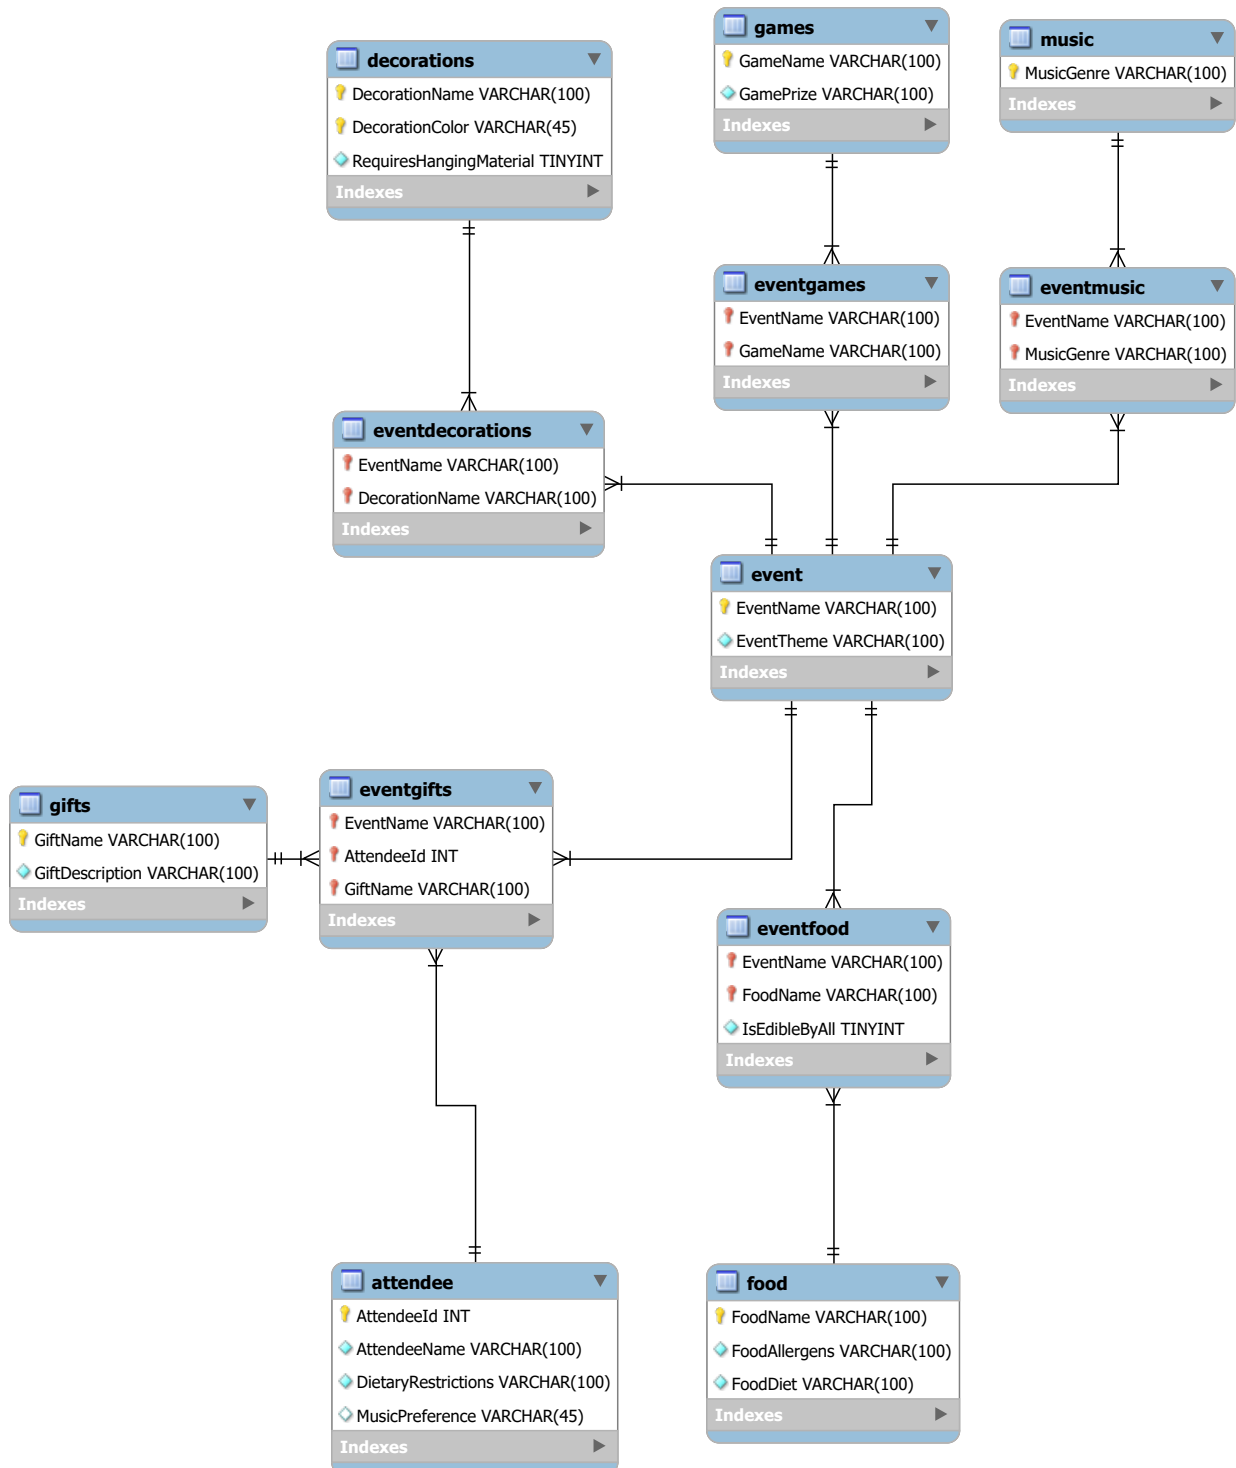 decorations
DecorationName VARCHAR(100)
DecorationColor VARCHAR(45)
RequiresHangingMaterial TINYINT
Indexes
games
GameName VARCHAR(100)
GamePrize VARCHAR(100)
Indexes
music
MusicGenre VARCHAR(100)
Indexes
eventgames
EventName VARCHAR(100)
GameName VARCHAR(100)
Indexes
eventmusic
EventName VARCHAR(100)
MusicGenre VARCHAR(100)
Indexes
eventdecorations
EventName VARCHAR(100)
DecorationName VARCHAR(100)
Indexes
event
EventName VARCHAR(100)
EventTheme VARCHAR(100)
Indexes
gifts
GiftName VARCHAR(100)
GiftDescription VARCHAR(100)
Indexes
eventgifts
EventName VARCHAR(100)
AttendeeId INT
GiftName VARCHAR(100)
Indexes
eventfood
EventName VARCHAR(100)
FoodName VARCHAR(100)
IsEdibleByAll TINYINT
Indexes
attendee
AttendeeId INT
AttendeeName VARCHAR(100)
DietaryRestrictions VARCHAR(100)
MusicPreference VARCHAR(45)
Indexes
food
FoodName VARCHAR(100)
FoodAllergens VARCHAR(100)
FoodDiet VARCHAR(100)
Indexes